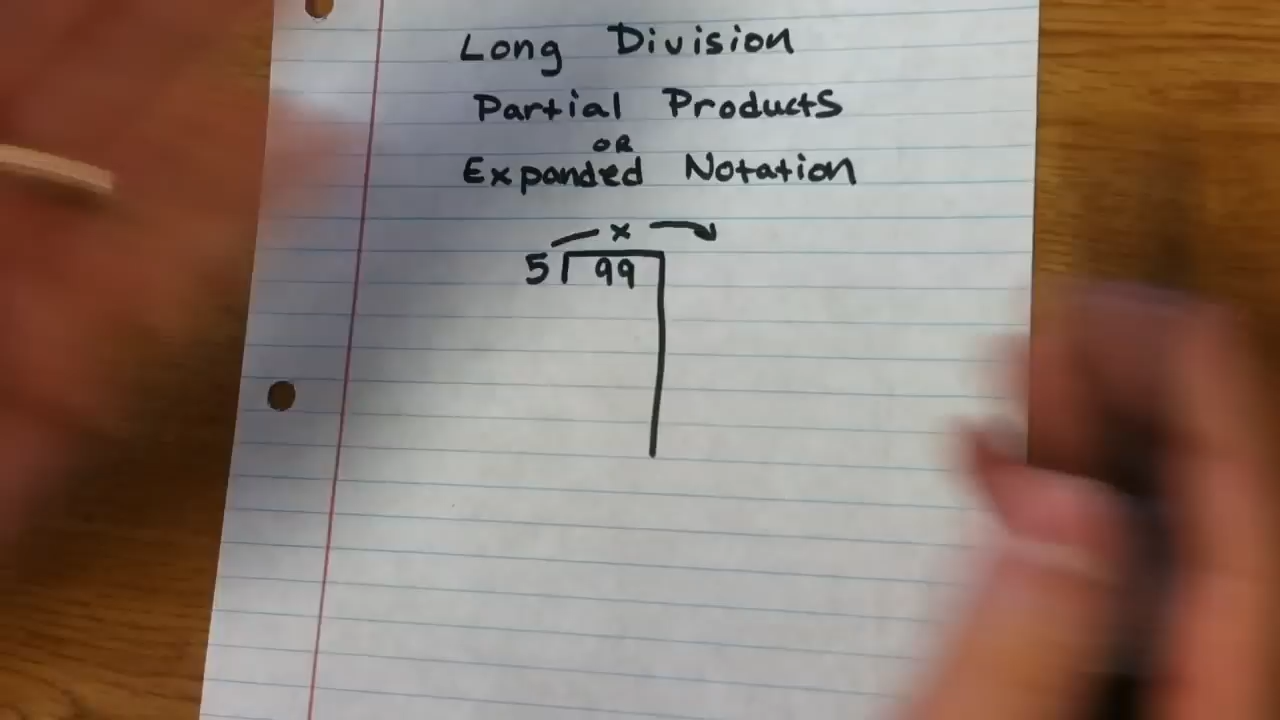 Long Division
Partial Products
OR
Expanded Notation
x
5 99